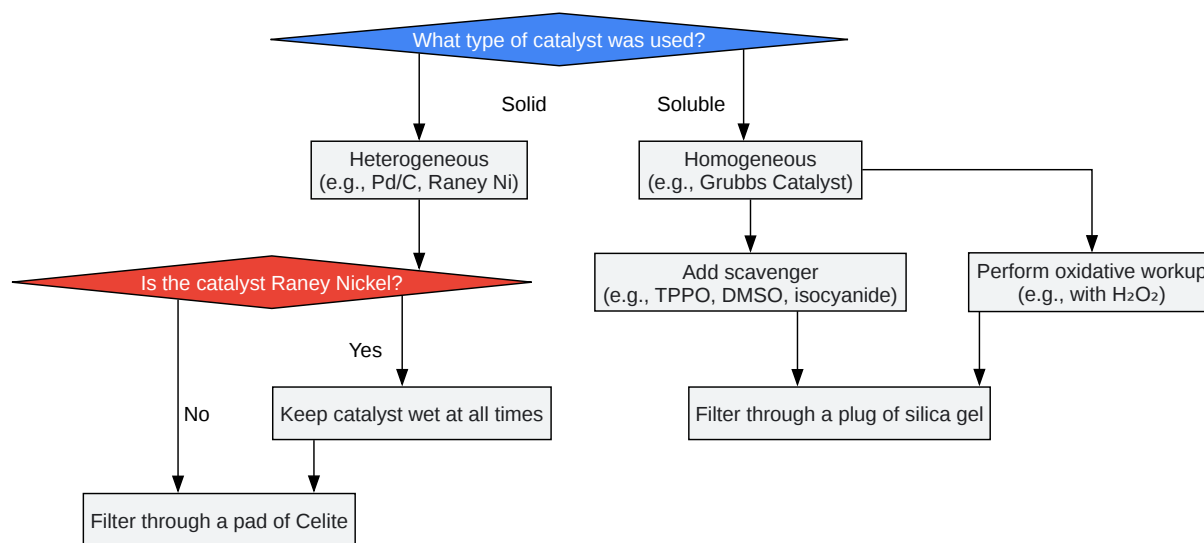 What type of catalyst was used?
Solid
Soluble
Heterogeneous
(e.g., Pd/C, Raney Ni)
Homogeneous
(e.g., Grubbs Catalyst)
Is the catalyst Raney Nickel?
Add scavenger
(e.g., TPPO, DMSO, isocyanide)
Perform oxidative workup
(e.g., with H₂O₂)
Yes
No
Keep catalyst wet at all times
Filter through a plug of silica gel
Filter through a pad of Celite